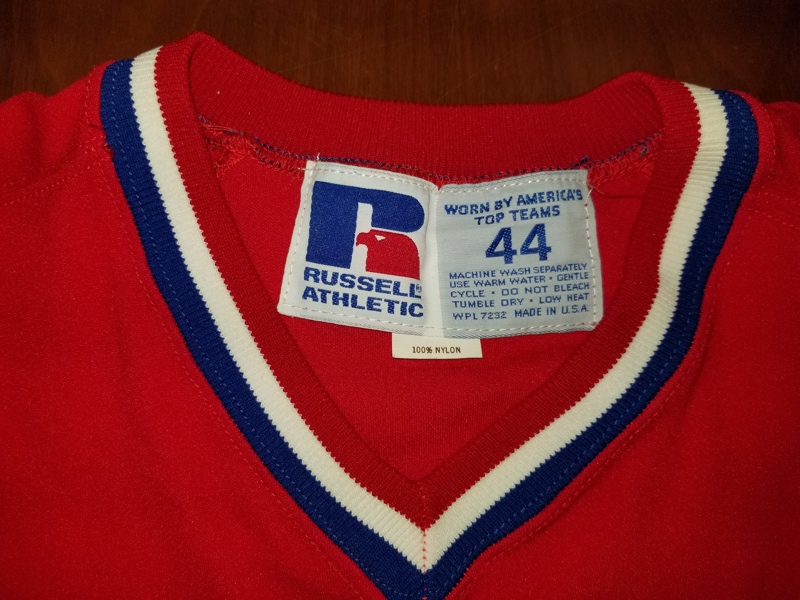 RUSSELL
ATHLETIC
WORN BY AMERICA'S
TOP TEAMS
44
MACHINE WASH SEPARATELY
USE WARM WATER • GENTLE
CYCLE • DO NOT BLEACH
TUMBLE DRY • LOW HEAT
WPL 7232 MADE IN U.S.A.
100% NYLON